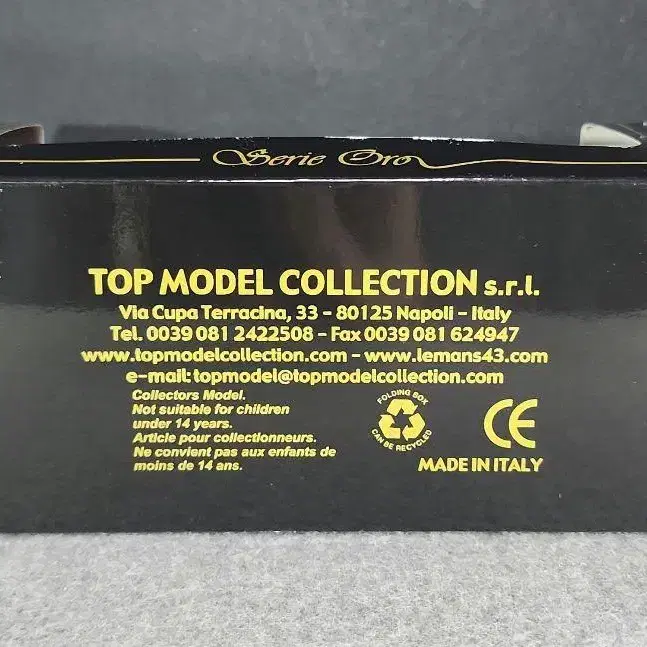 Serie Oro
TOP MODEL COLLECTION s.r.l.
Via Cupa Terracina, 33 - 80125 Napoli - Italy
Tel. 0039 081 2422508 - Fax 0039 081 624947
www.topmodelcollection.com - www.lemans43.com
e-mail: topmodel@topmodelcollection.com
Collectors Model.
Not suitable for children
under 14 years.
Article pour collectionneurs.
Ne convient pas aux enfants de
moins de 14 ans.
FOLDING BOX
CAN BE RECYCLED
CE
MADE IN ITALY